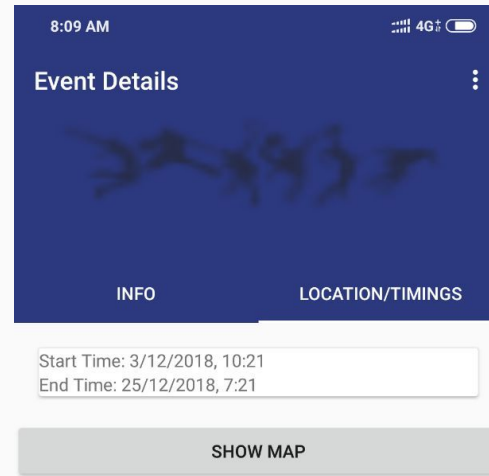 8:09 AM 4G+
Event Details
INFO LOCATION/TIMINGS
Start Time: 3/12/2018, 10:21
End Time: 25/12/2018, 7:21
SHOW MAP